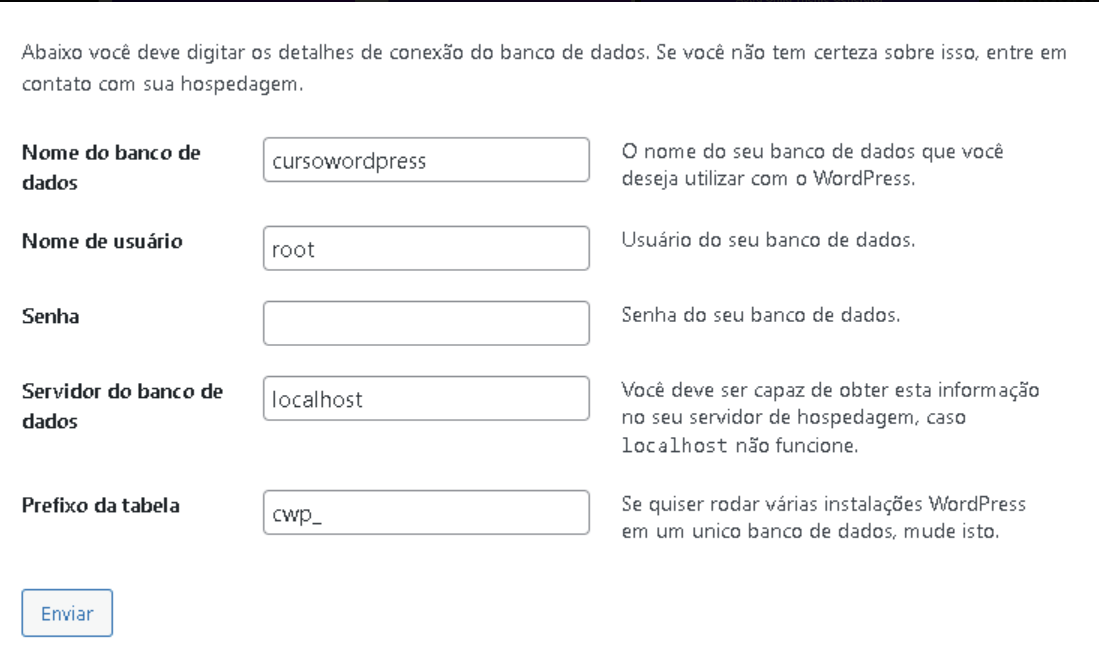 Abaixo você deve digitar os detalhes de conexão do banco de dados. Se você não tem certeza sobre isso, entre em
contato com sua hospedagem.
Nome do banco de
dados
cursowordpress
O nome do seu banco de dados que você
deseja utilizar com o WordPress.
Nome de usuário
root
Usuário do seu banco de dados.
Senha
Senha do seu banco de dados.
Servidor do banco de
dados
localhost
Você deve ser capaz de obter esta informação
no seu servidor de hospedagem, caso
localhost não funcione.
Prefixo da tabela
cwp_
Se quiser rodar várias instalações WordPress
em um unico banco de dados, mude isto.
Enviar